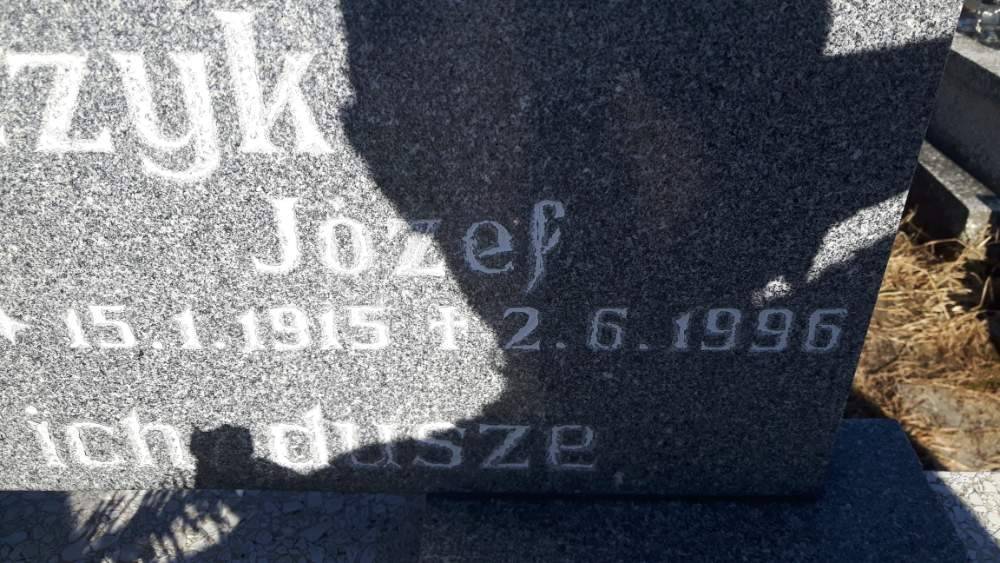 zyk
Józef
* 15.1.1915 † 2.6.1996
ich dusze